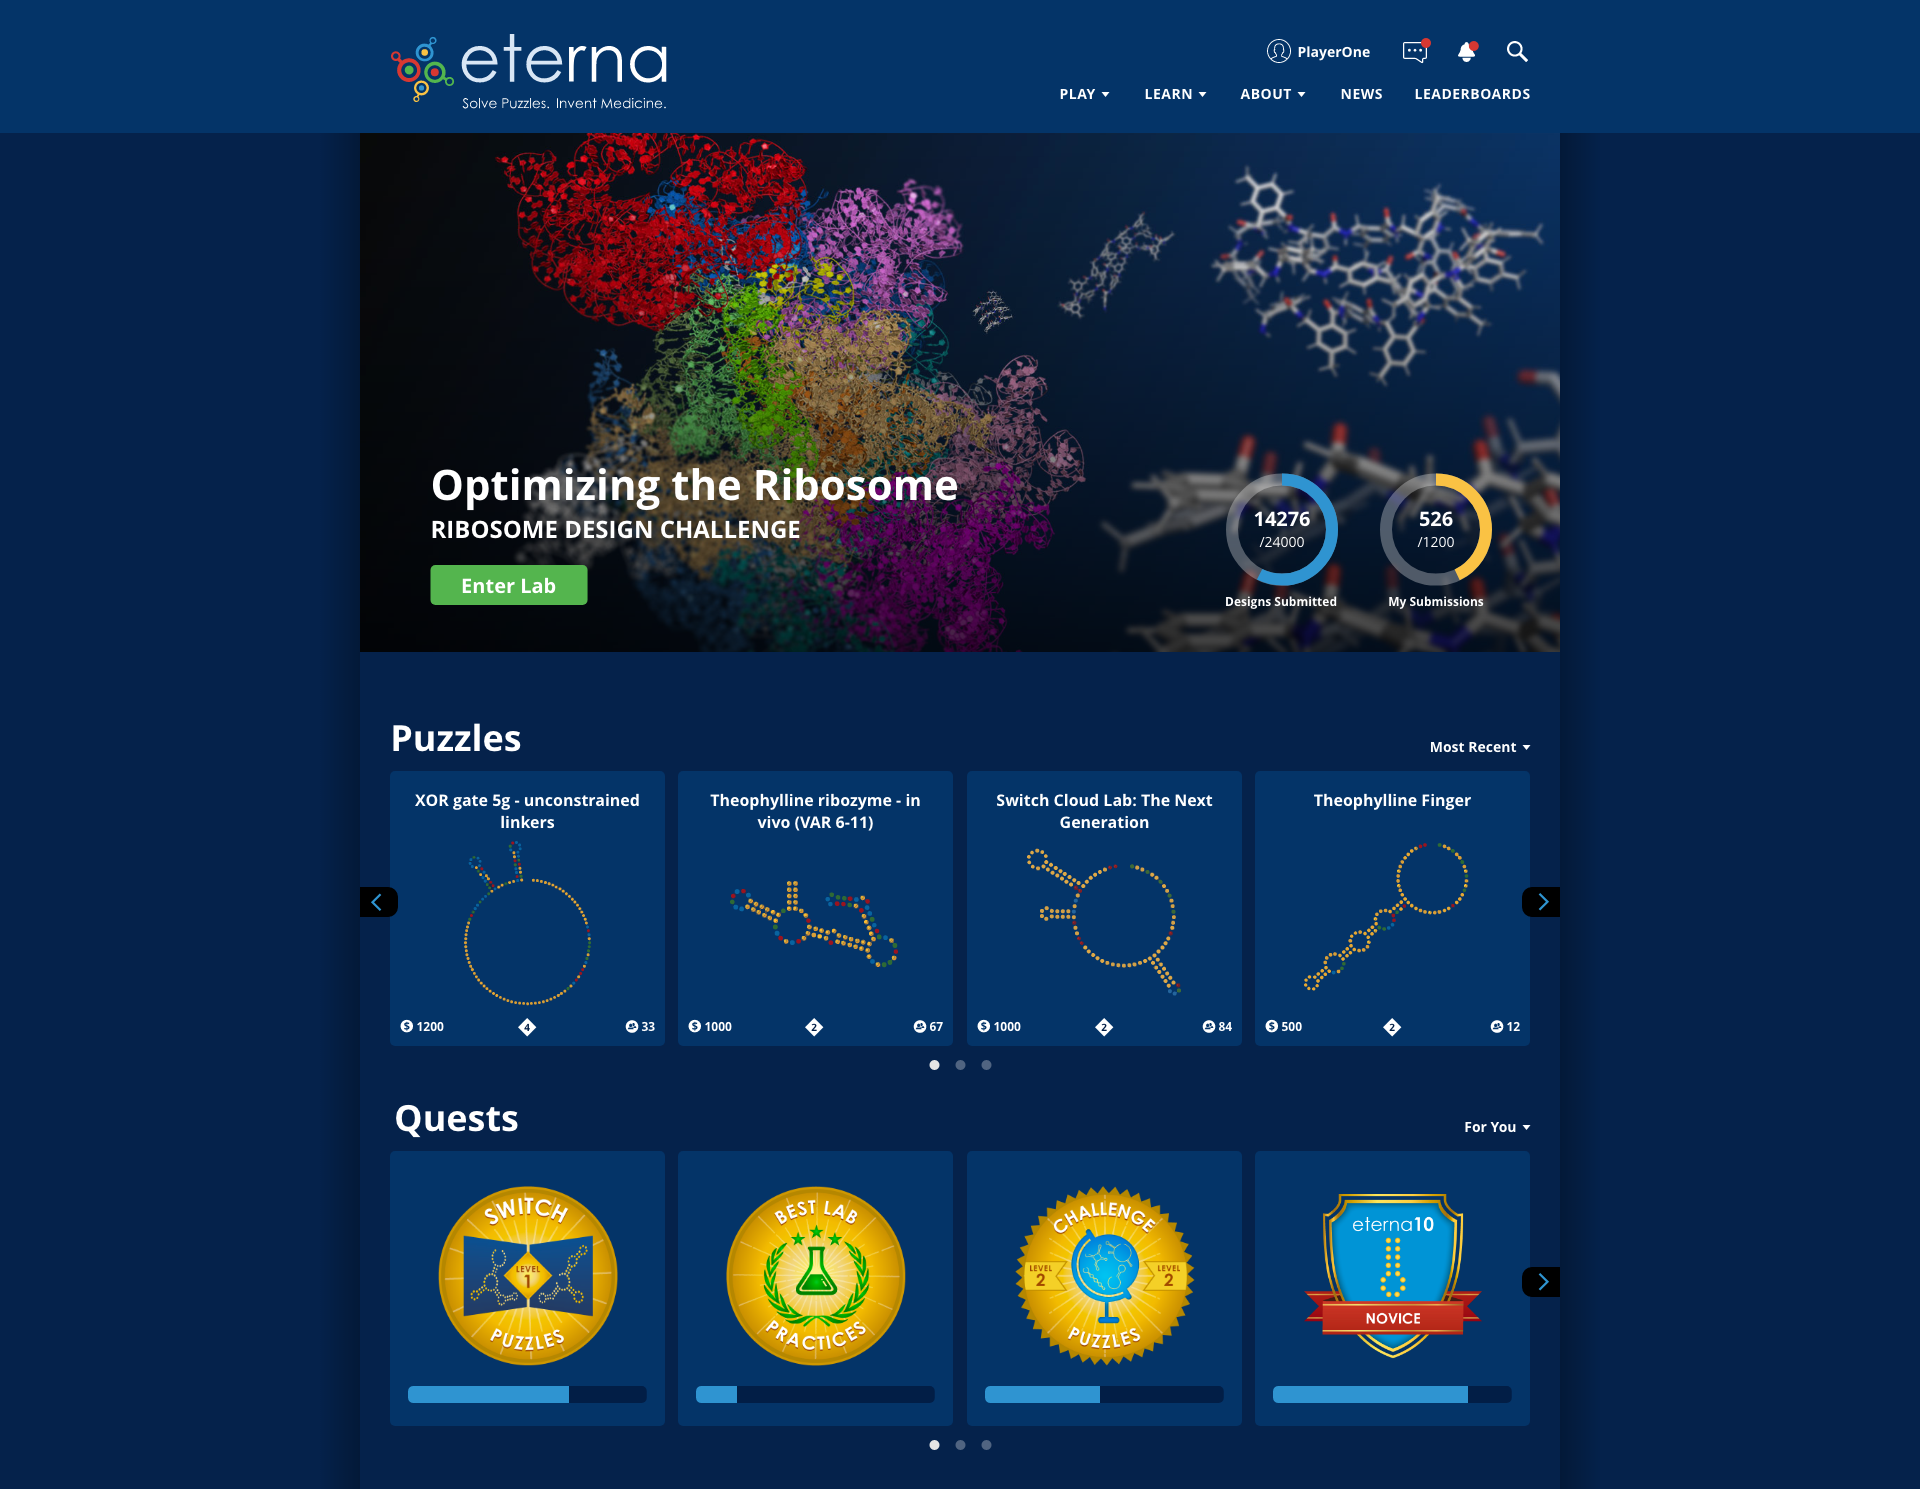 eterna
Solve Puzzles. Invent Medicine.
PlayerOne
PLAY
LEARN
ABOUT
NEWS
LEADERBOARDS
Optimizing the Ribosome
RIBOSOME DESIGN CHALLENGE
Enter Lab
14276
/24000
Designs Submitted
526
/1200
My Submissions
Puzzles
Most Recent
XOR gate 5g - unconstrained
linkers
$ 1200
4
33
Theophylline ribozyme - in
vivo (VAR 6-11)
$ 1000
2
67
Switch Cloud Lab: The Next
Generation
$ 1000
2
84
Theophylline Finger
$ 500
2
12
Quests
For You
SWITCH
LEVEL
1
PUZZLES
BEST LAB
PRACTICES
CHALLENGE
LEVEL
2
LEVEL
2
PUZZLES
eterna10
NOVICE